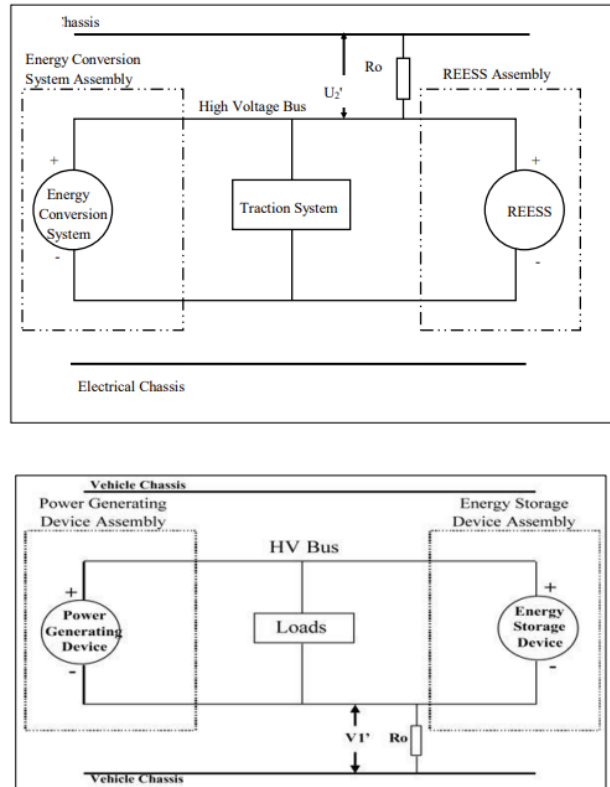 hassis
Energy Conversion
System Assembly
Ro
REESS Assembly
U₂'
High Voltage Bus
+
+
Energy
Conversion
System
Traction System
REESS
-
-
Electrical Chassis
Vehicle Chassis
Power Generating
Device Assembly
Energy Storage
Device Assembly
HV Bus
+
+
Power
Generating
Device
Loads
Energy
Storage
Device
-
-
V1'
Ro
Vehicle Chassis